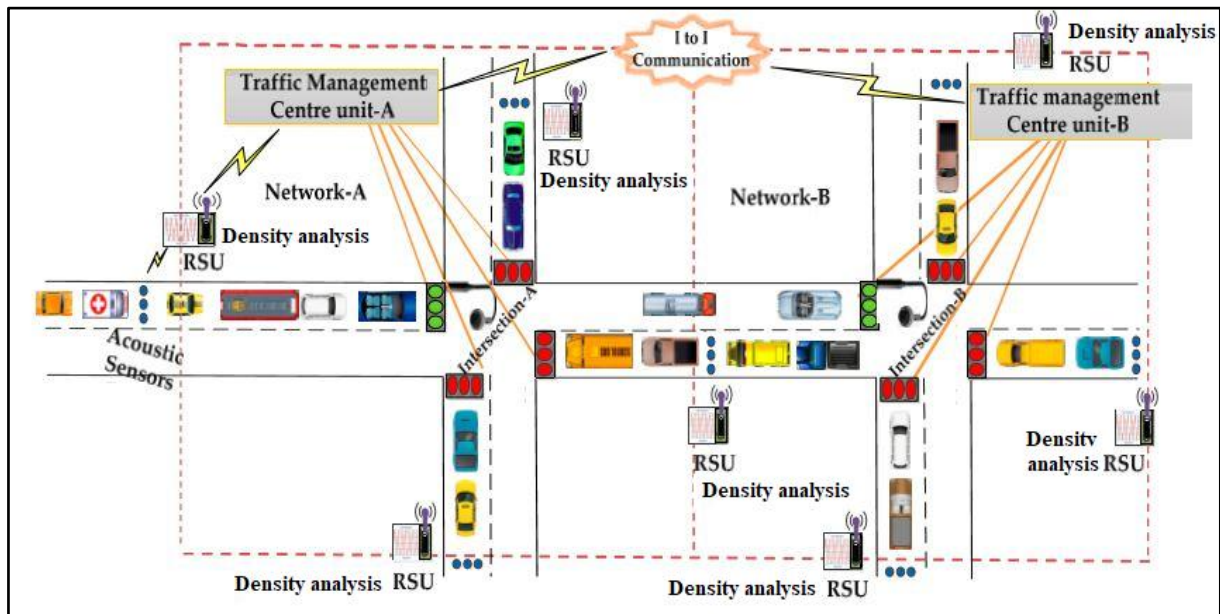 I to I
Communication
Density analysis
RSU
Traffic Management
Centre unit-A
Traffic management
Centre unit-B
RSU
Density analysis
Network-A
Network-B
Density analysis
RSU
Acoustic
Sensors
Intersection-A
Intersection-B
RSU
Density analysis
Density
analysis RSU
Density analysis RSU
Density analysis RSU